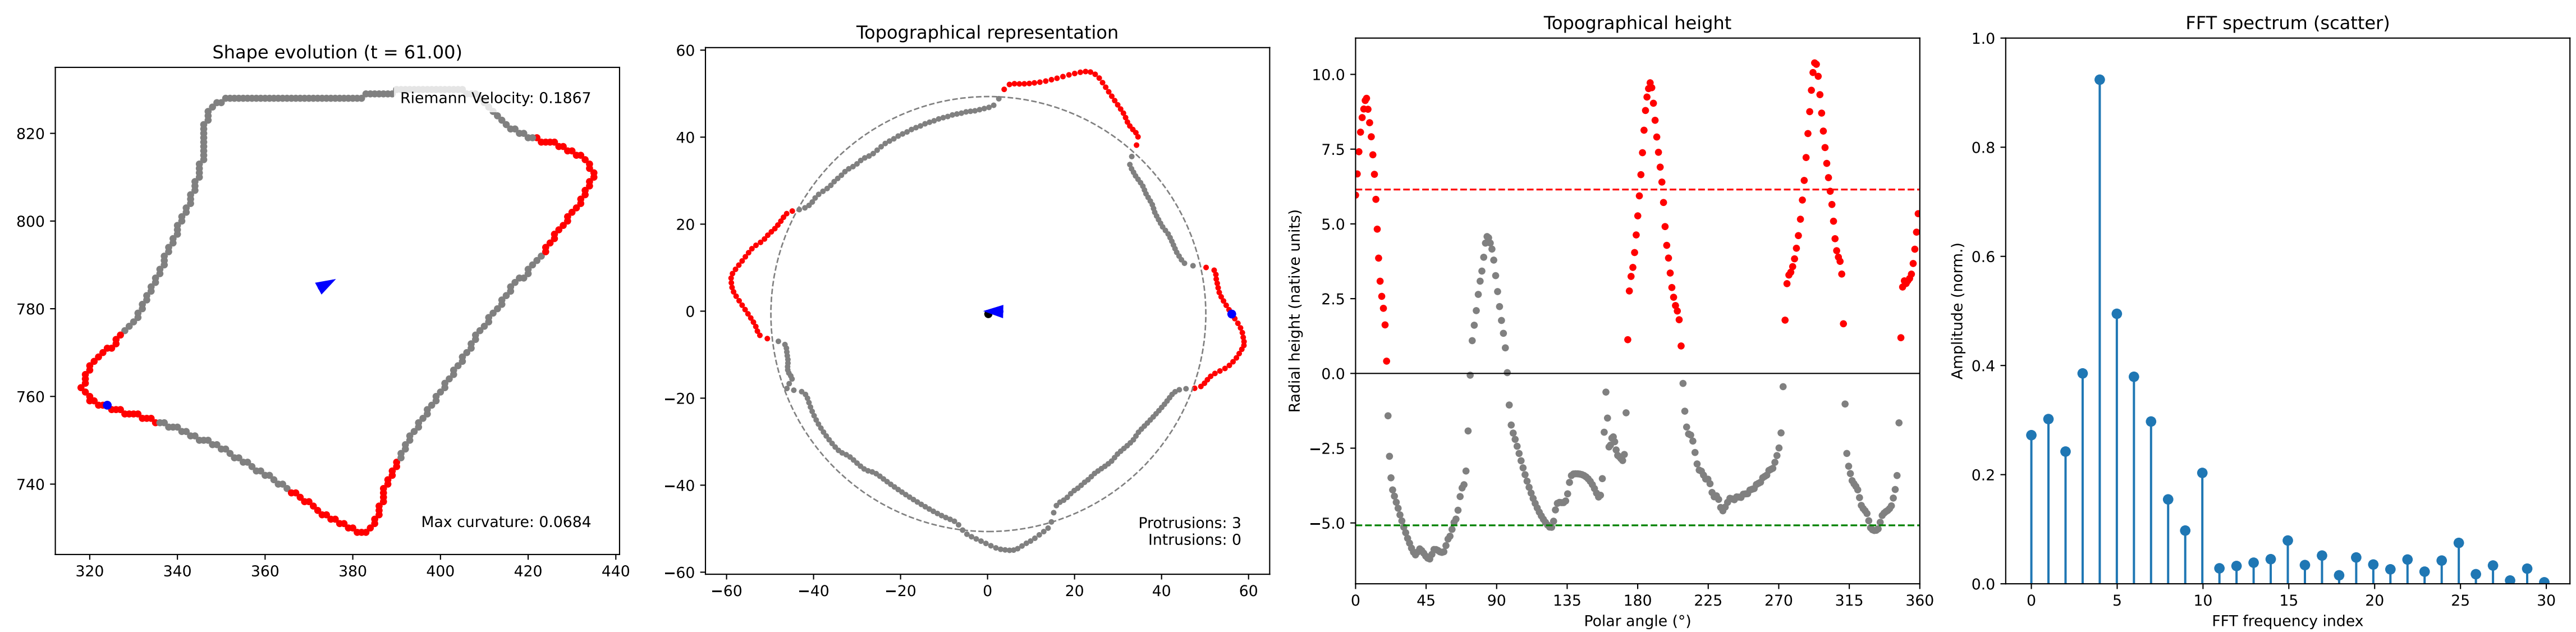 Shape evolution (t = 61.00)
Riemann Velocity: 0.1867
820
800
780
760
740
Max curvature: 0.0684
320 340 360 380 400 420 440
Topographical representation
60
40
20
0
−20
−40
−60
Protrusions: 3
Intrusions: 0
−60 −40 −20 0 20 40 60
Topographical height
Radial height (native units)
10.0
7.5
5.0
2.5
0.0
−2.5
−5.0
0 45 90 135 180 225 270 315 360
Polar angle (°)
FFT spectrum (scatter)
Amplitude (norm.)
1.0
0.8
0.6
0.4
0.2
0.0
0 5 10 15 20 25 30
FFT frequency index